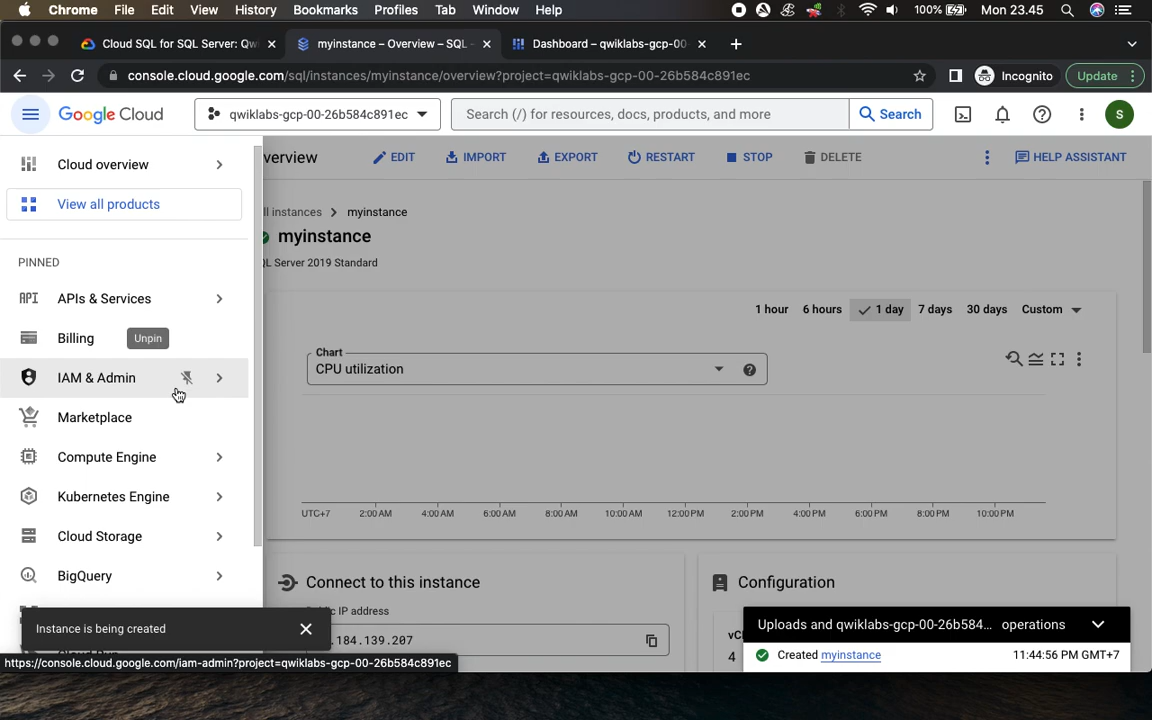 Chrome File Edit View History Bookmarks Profiles Tab Window Help 100% Mon 23.45
Cloud SQL for SQL Server: Qw
myinstance – Overview – SQL
Dashboard – qwiklabs-gcp-00-
console.cloud.google.com/sql/instances/myinstance/overview?project=qwiklabs-gcp-00-26b584c891ec
Incognito
Update
Google Cloud
qwiklabs-gcp-00-26b584c891ec
Search (/) for resources, docs, products, and more
Search
S
Cloud overview
View all products
PINNED
API APIs & Services
Billing
Unpin
IAM & Admin
Marketplace
Compute Engine
Kubernetes Engine
Cloud Storage
BigQuery
verview
EDIT
IMPORT
EXPORT
RESTART
STOP
DELETE
HELP ASSISTANT
ll instances > myinstance
myinstance
QL Server 2019 Standard
1 hour 6 hours 1 day 7 days 30 days Custom
Chart
CPU utilization
UTC+7 2:00 AM 4:00 AM 6:00 AM 8:00 AM 10:00 AM 12:00 PM 2:00 PM 4:00 PM 6:00 PM 8:00 PM 10:00 PM
Connect to this instance
IP address
.184.139.207
Configuration
vC
4
Instance is being created
Uploads and qwiklabs-gcp-00-26b584... operations
Created myinstance 11:44:56 PM GMT+7
https://console.cloud.google.com/iam-admin?project=qwiklabs-gcp-00-26b584c891ec